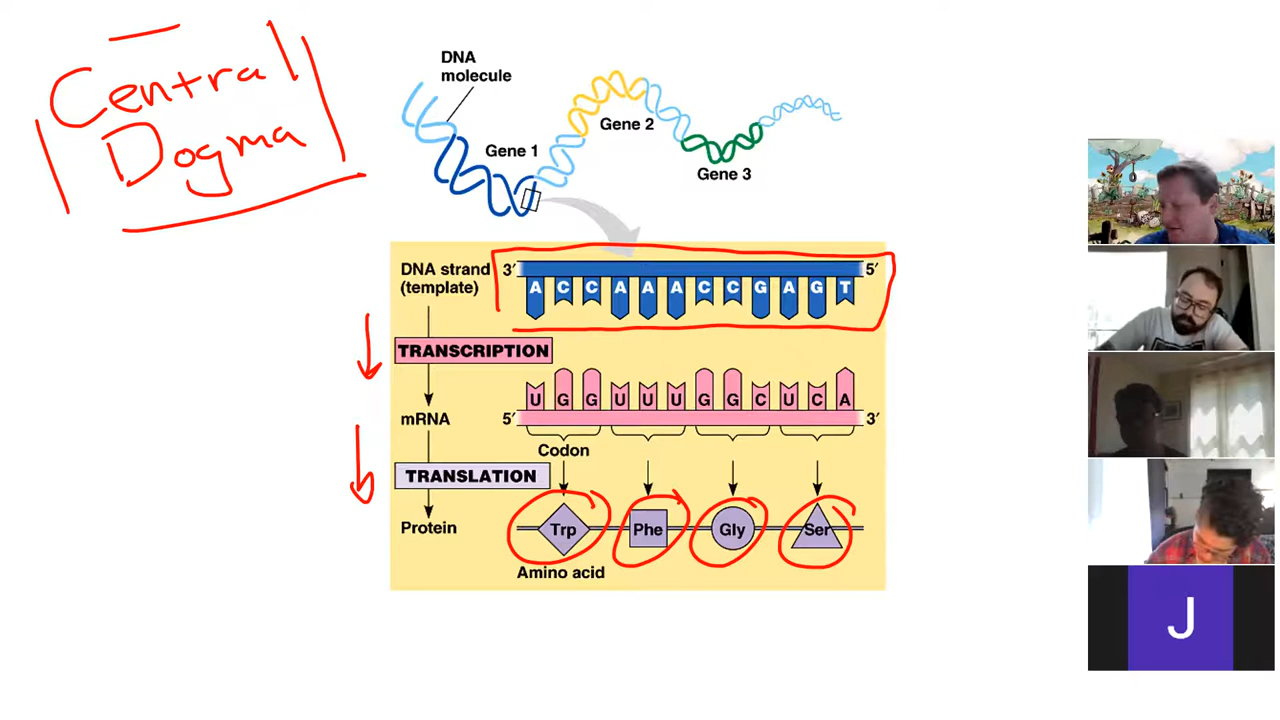 Central
Dogma
DNA
molecule
Gene 1
Gene 2
Gene 3
DNA strand
(template)
3′ A C C A A A C C G A G T 5′
TRANSCRIPTION
mRNA
5′ U G G U U U G G C U C A 3′
Codon
TRANSLATION
Protein
Trp Phe Gly Ser
Amino acid
J